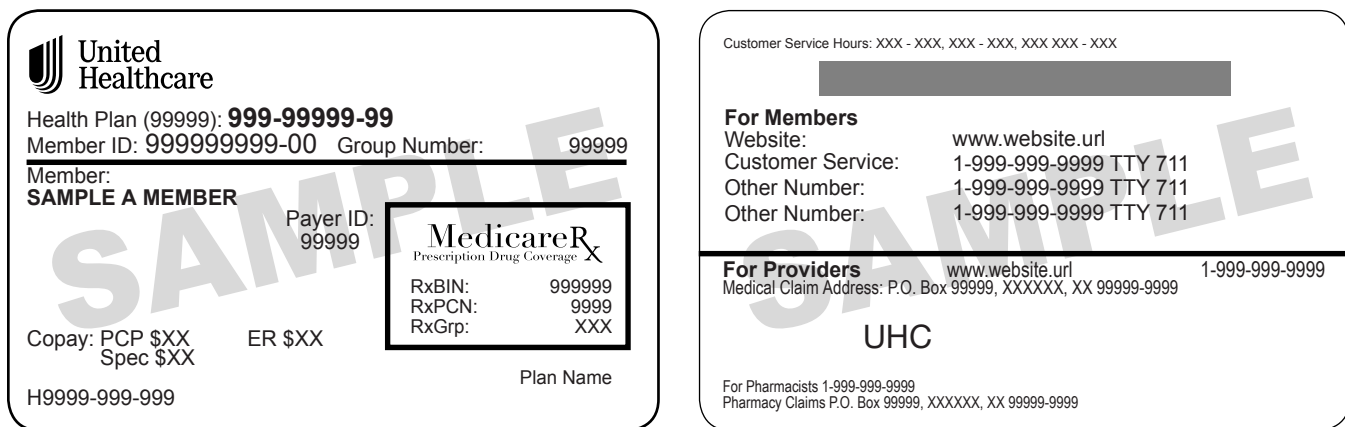 United
Healthcare
Health Plan (99999): 999-99999-99
Member ID: 999999999-00 Group Number: 99999
Member:
SAMPLE A MEMBER
Payer ID:
99999
MedicareRx
Prescription Drug Coverage
RxBIN: 999999
RxPCN: 9999
RxGrp: XXX
Copay: PCP $XX ER $XX
Spec $XX
Plan Name
H9999-999-999
SAMPLE
Customer Service Hours: XXX - XXX, XXX - XXX, XXX XXX - XXX
For Members
Website: www.website.url
Customer Service: 1-999-999-9999 TTY 711
Other Number: 1-999-999-9999 TTY 711
Other Number: 1-999-999-9999 TTY 711
For Providers www.website.url 1-999-999-9999
Medical Claim Address: P.O. Box 99999, XXXXXX, XX 99999-9999
UHC
For Pharmacists 1-999-999-9999
Pharmacy Claims P.O. Box 99999, XXXXXX, XX 99999-9999
SAMPLE